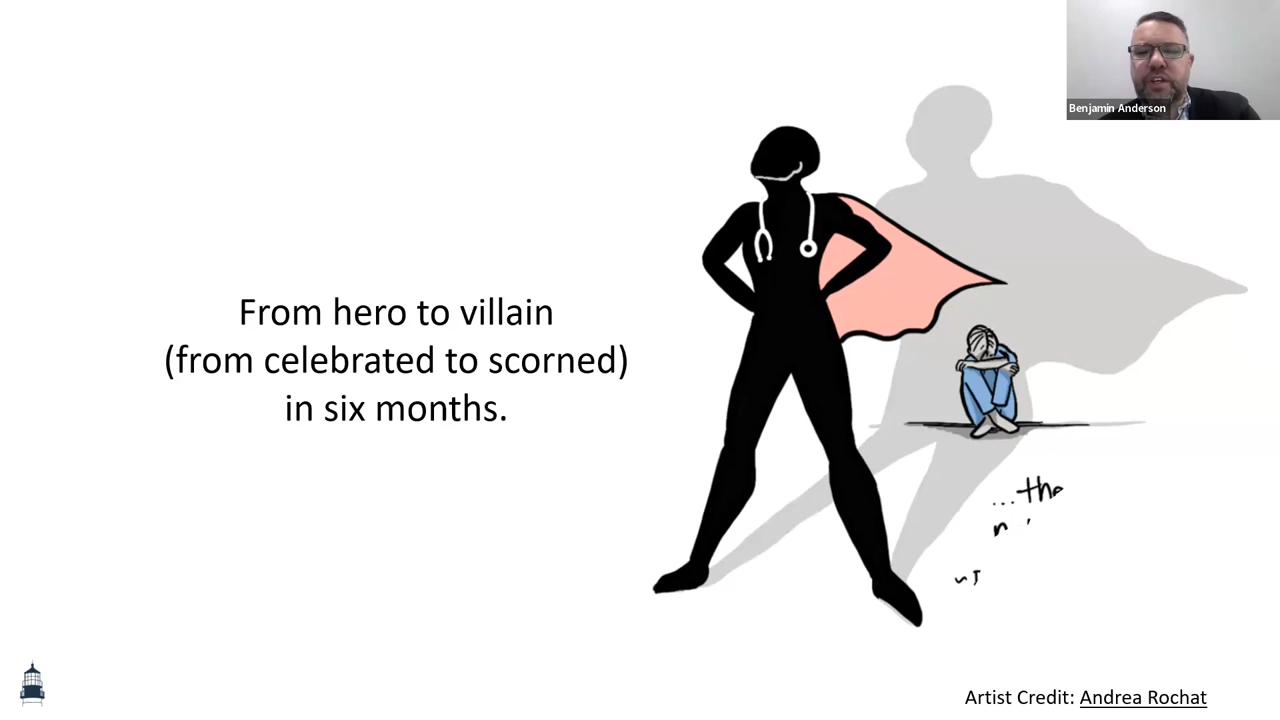 Benjamin Anderson
From hero to villain
(from celebrated to scorned)
in six months.
...the
Artist Credit: Andrea Rochat